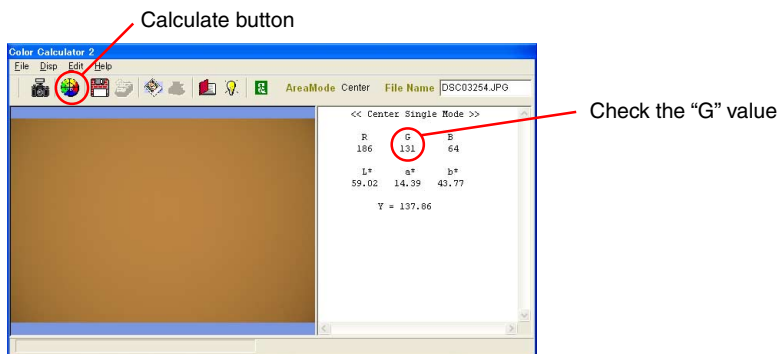 Calculate button
Color Calculator 2
File Disp Edit Help
AreaMode Center File Name DSC03254.JPG
<< Center Single Mode >>
R G B
186 131 64
L* a* b*
59.02 14.39 43.77
Y = 137.86
Check the “G” value